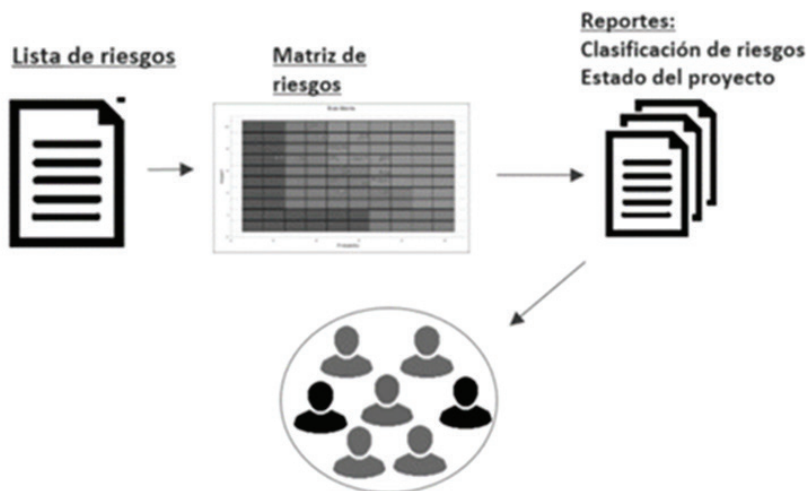 Lista de riesgos
Matriz de
riesgos
Reportes:
Clasificación de riesgos
Estado del proyecto